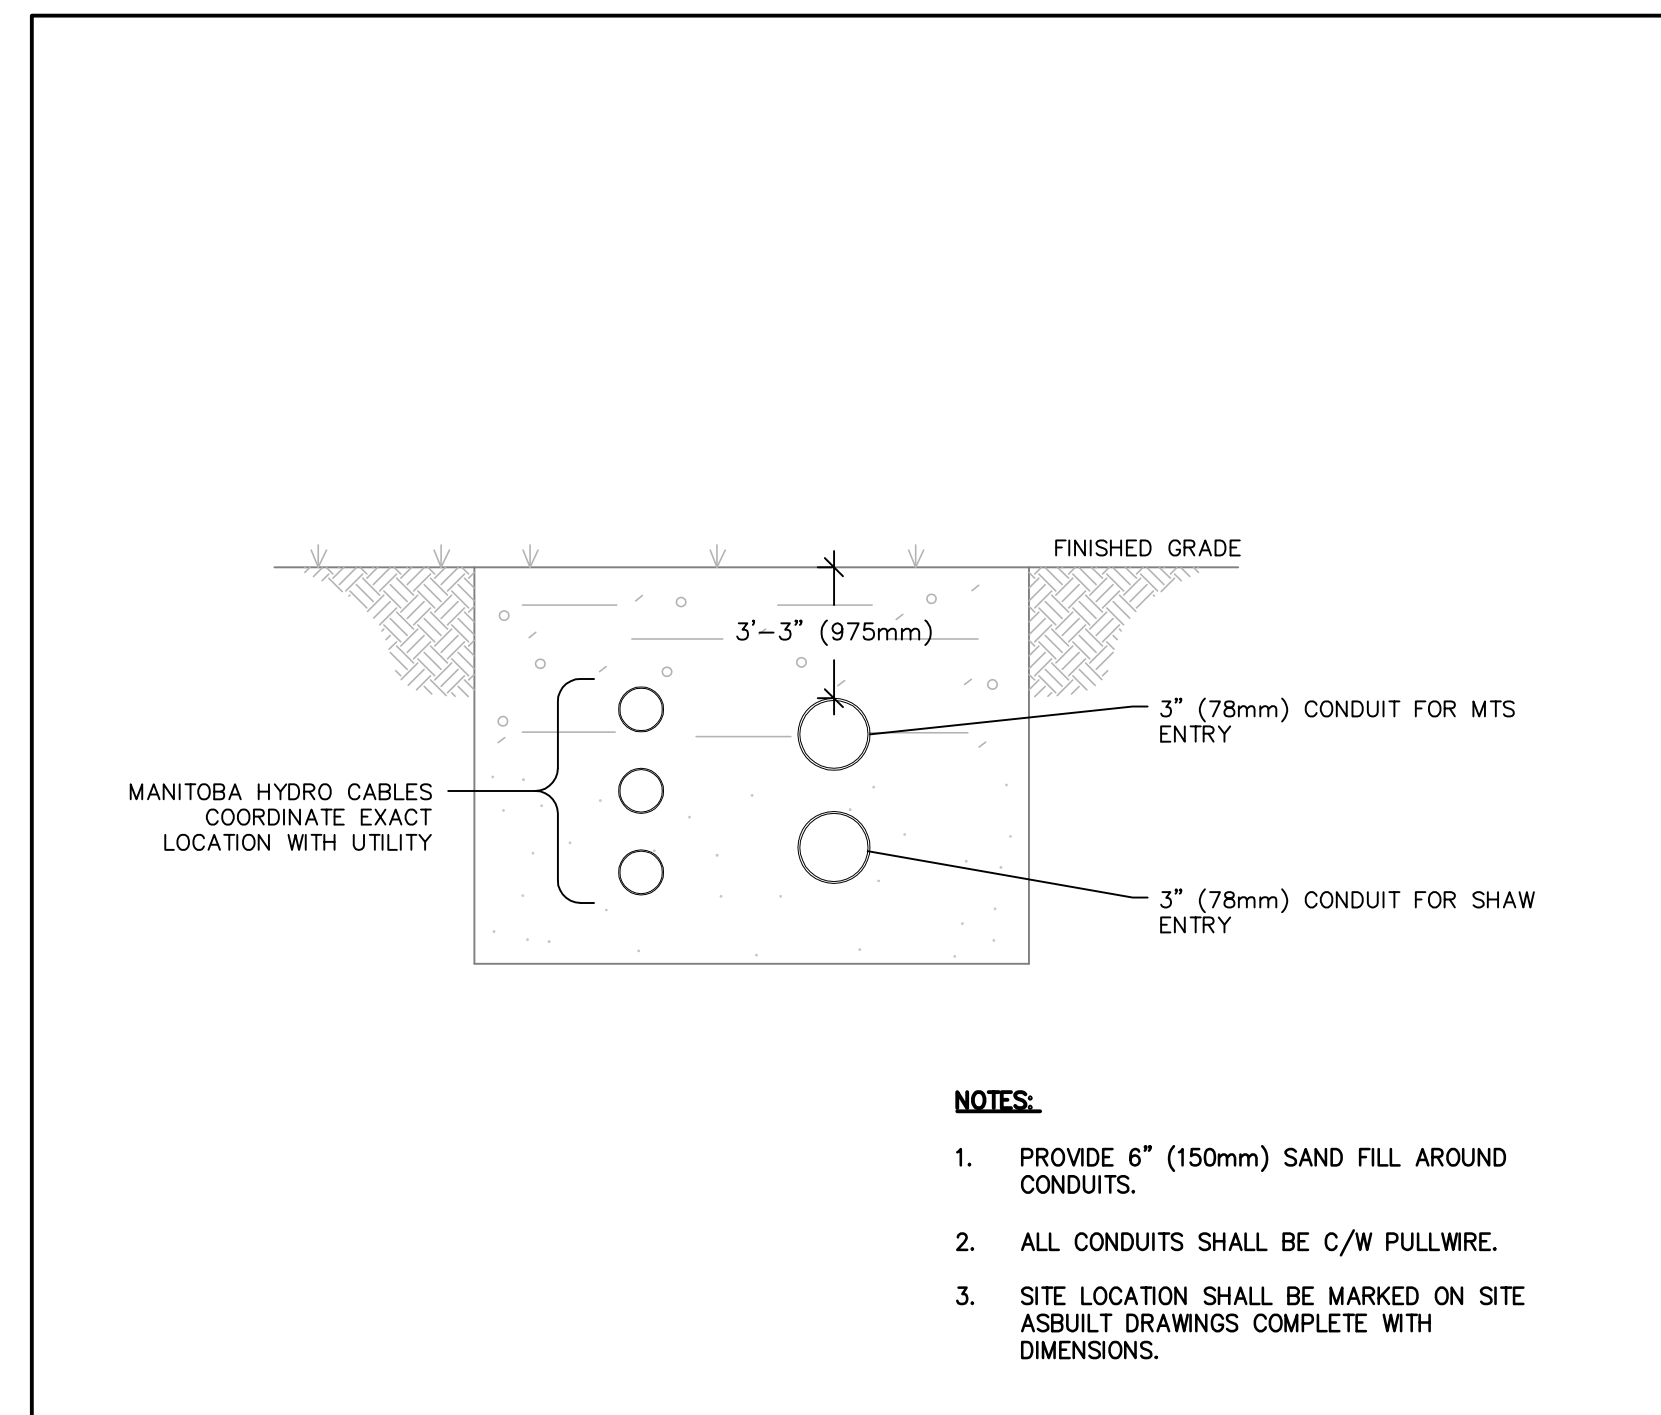 FINISHED GRADE
3'-3" (975mm)
3" (78mm) CONDUIT FOR MTS
ENTRY
MANITOBA HYDRO CABLES
COORDINATE EXACT
LOCATION WITH UTILITY
3" (78mm) CONDUIT FOR SHAW
ENTRY
NOTES:
1. PROVIDE 6" (150mm) SAND FILL AROUND
CONDUITS.
2. ALL CONDUITS SHALL BE C/W PULLWIRE.
3. SITE LOCATION SHALL BE MARKED ON SITE
ASBUILT DRAWINGS COMPLETE WITH
DIMENSIONS.